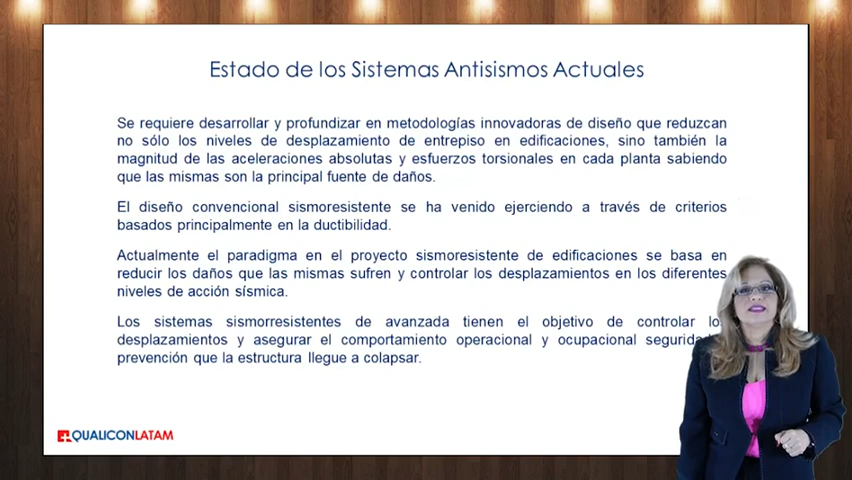 Estado de los Sistemas Antisismos Actuales
Se requiere desarrollar y profundizar en metodologías innovadoras de diseño que reduzcan
no sólo los niveles de desplazamiento de entrepiso en edificaciones, sino también la
magnitud de las aceleraciones absolutas y esfuerzos torsionales en cada planta sabiendo
que las mismas son la principal fuente de daños.
El diseño convencional sismoresistente se ha venido ejerciendo a través de criterios
basados principalmente en la ductibilidad.
Actualmente el paradigma en el proyecto sismoresistente de edificaciones se basa en
reducir los daños que las mismas sufren y controlar los desplazamientos en los diferentes
niveles de acción sísmica.
Los sistemas sismorresistentes de avanzada tienen el objetivo de controlar
desplazamientos y asegurar el comportamiento operacional y ocupacional
prevención que la estructura llegue a colapsar.
QUALICONLATAM